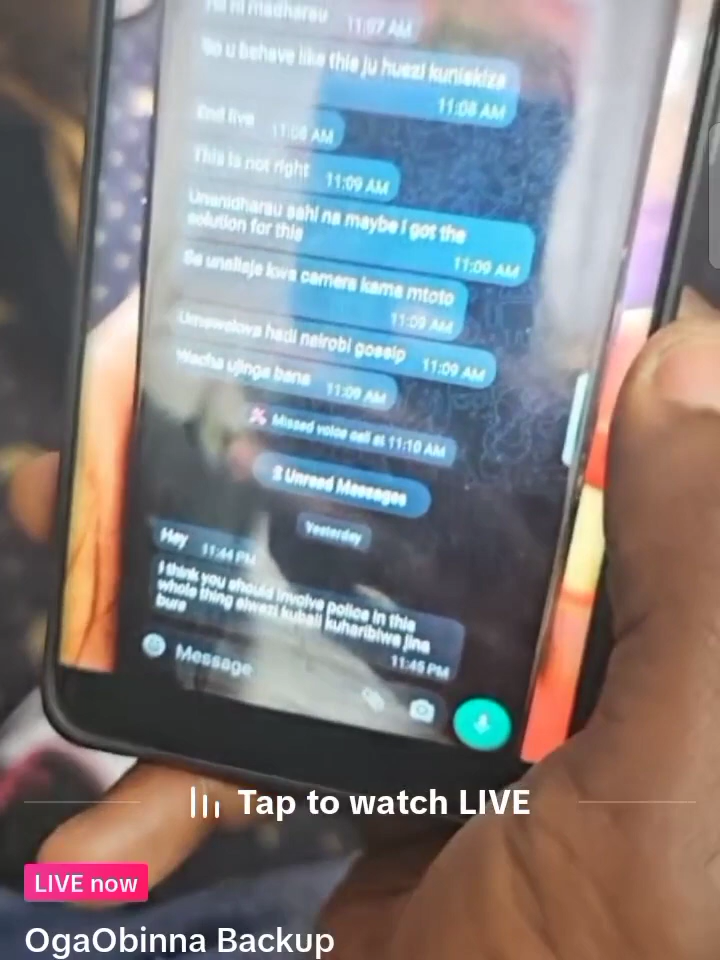 madharau 11:07 AM
So u behave like this ju huezi kuniskiza
11:08 AM
End live 11:08 AM
This is not right 11:09 AM
Unanidharau sahi na maybe I got the
solution for this
11:09 AM
Sa unaliaje kwa camera kama mtoto
11:09 AM
hadi nairobi gossip 11:09 AM
Wacha ujinga bana 11:09 AM
Missed voice call at 11:10 AM
2 Unread Messages
Yesterday
Hey 11:44 PM
I think you should involve police in this
whole thing elwezi kubali kuharibiwa jina
bure
11:45 PM
Message
Tap to watch LIVE
LIVE now
OgaObinna Backup